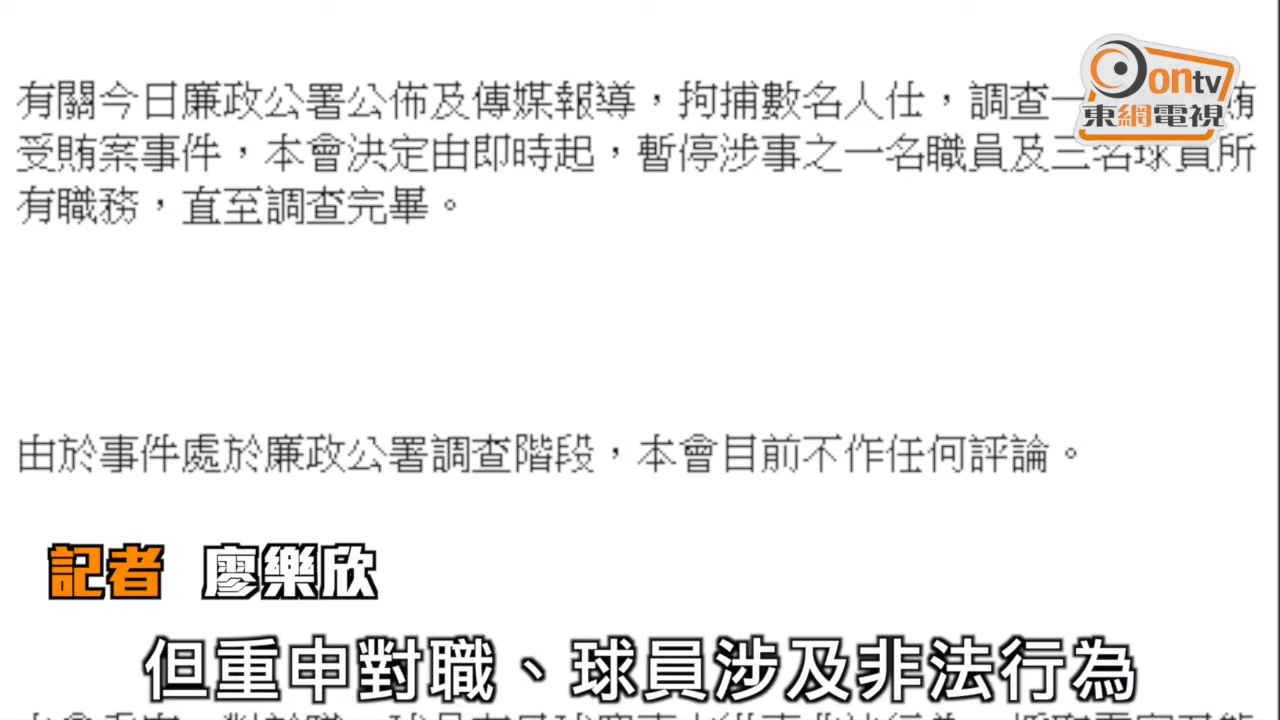 ontv
東網電視
有關今日廉政公署公佈及傳媒報導，拘捕數名人仕，調查一
受賄案事件，本會決定由即時起，暫停涉事之一名職員及三名球員所
有職務，直至調查完畢。
由於事件處於廉政公署調查階段，本會目前不作任何評論。
記者 廖樂欣
但重申對職、球員涉及非法行為